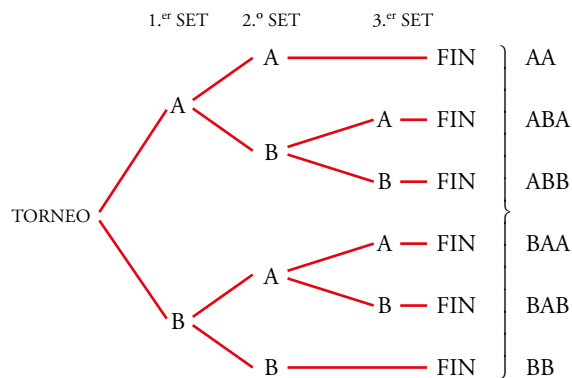 1.er SET 2.º SET 3.er SET
A FIN AA
A
A FIN ABA
B
B FIN ABB
TORNEO
A FIN BAA
A
B FIN BAB
B
B FIN BB